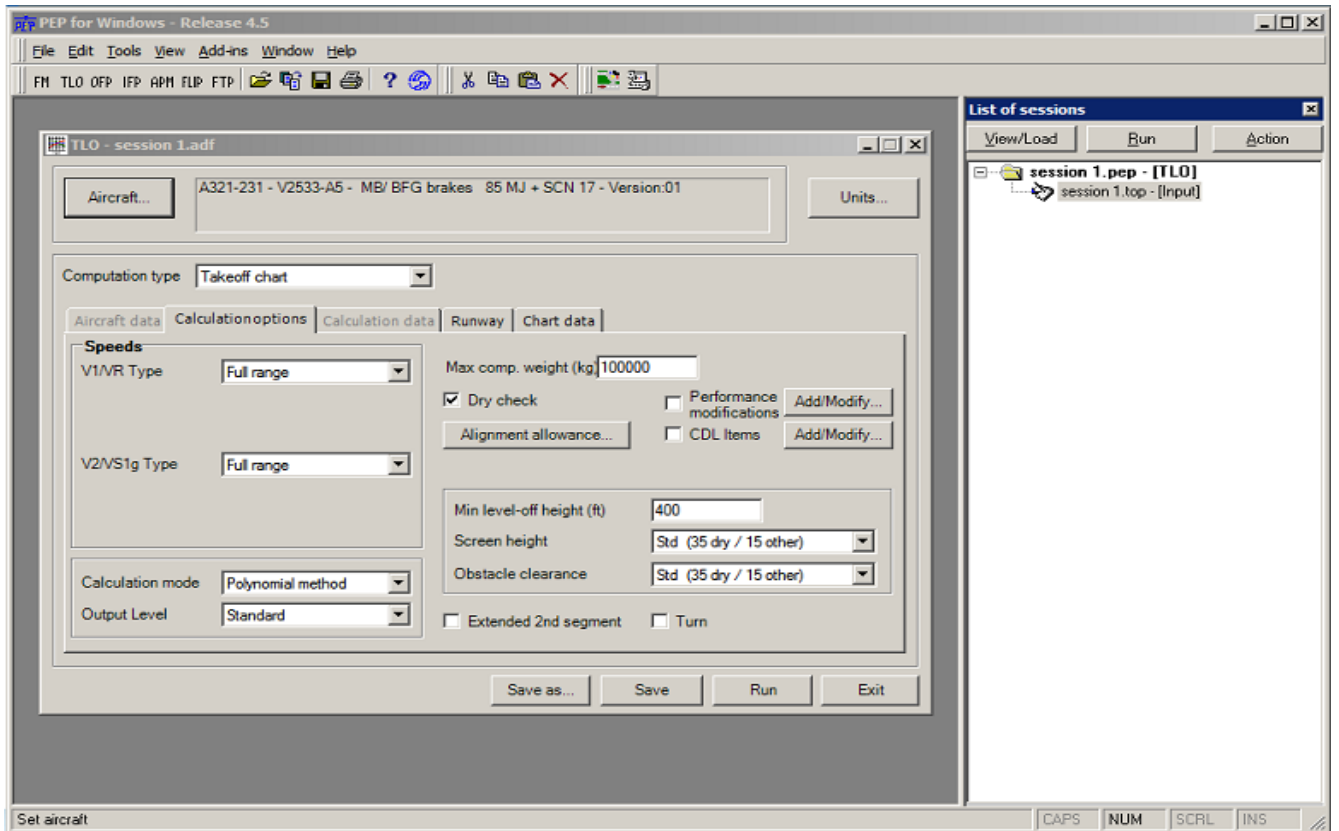 PEP for Windows - Release 4.5
File Edit Tools View Add-ins Window Help
FM TLO OFP IFP APM FLIP FTP
List of sessions
View/Load Run Action
session 1.pep - [TLO]
session 1.top - [Input]
TLO - session 1.adf
Aircraft... A321-231 - V2533-A5 - MB/ BFG brakes 85 MJ + SCN 17 - Version:01 Units...
Computation type Takeoff chart
Aircraft data Calculation options Calculation data Runway Chart data
Speeds
V1/VR Type Full range
V2/VS1g Type Full range
Calculation mode Polynomial method
Output Level Standard
Max comp. weight (kg) 100000
Dry check Performance modifications Add/Modify...
Alignment allowance... CDL Items Add/Modify...
Min level-off height (ft) 400
Screen height Std (35 dry / 15 other)
Obstacle clearance Std (35 dry / 15 other)
Extended 2nd segment Turn
Save as... Save Run Exit
Set aircraft CAPS NUM SCRL INS